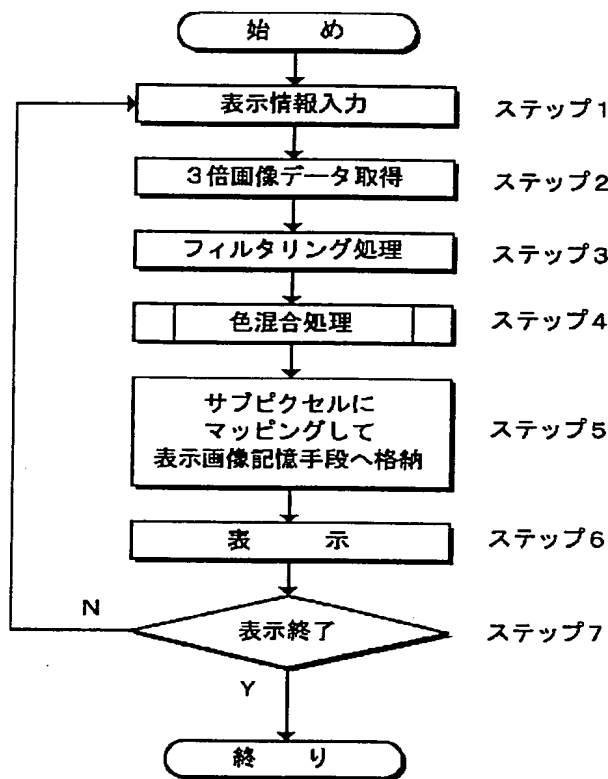 始 め
表示情報入力 ステップ1
3倍画像データ取得 ステップ2
フィルタリング処理 ステップ3
色混合処理 ステップ4
サブピクセルに
マッピングして ステップ5
表示画像記憶手段へ格納
表 示 ステップ6
N
表示終了 ステップ7
Y
終 り